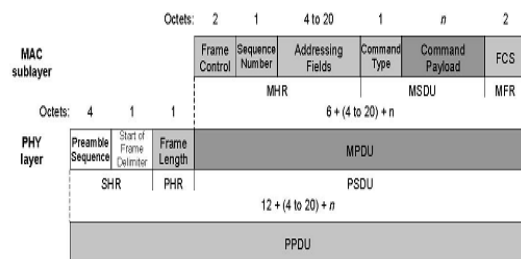 Octets: 2 1 4 to 20 1 n 2
MAC sublayer
Frame Control
Sequence Number
Addressing Fields
Command Type
Command Payload
FCS
MHR MSDU MFR
Octets: 4 1 1 6 + (4 to 20) + n
PHY layer
Preamble Sequence
Start of Frame Delimiter
Frame Length
MPDU
SHR PHR PSDU
12 + (4 to 20) + n
PPDU